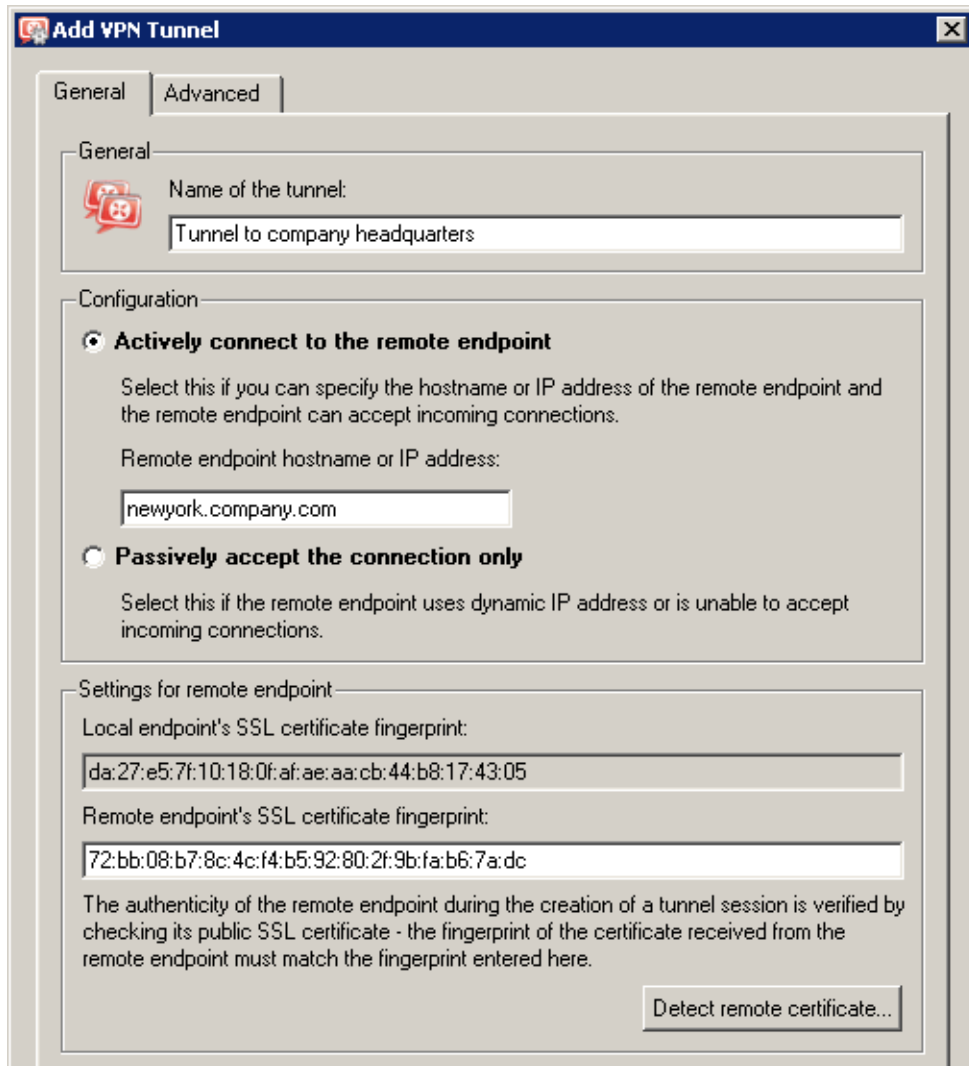 Add VPN Tunnel
General
Advanced
General
Name of the tunnel:
Tunnel to company headquarters
Configuration
Actively connect to the remote endpoint
Select this if you can specify the hostname or IP address of the remote endpoint and
the remote endpoint can accept incoming connections.
Remote endpoint hostname or IP address:
newyork.company.com
Passively accept the connection only
Select this if the remote endpoint uses dynamic IP address or is unable to accept
incoming connections.
Settings for remote endpoint
Local endpoint's SSL certificate fingerprint:
da:27:e5:7f:10:18:0f:af:ae:aa:cb:44:b8:17:43:05
Remote endpoint's SSL certificate fingerprint:
72:bb:08:b7:8c:4c:f4:b5:92:80:2f:9b:fa:b6:7a:dc
The authenticity of the remote endpoint during the creation of a tunnel session is verified by
checking its public SSL certificate - the fingerprint of the certificate received from the
remote endpoint must match the fingerprint entered here.
Detect remote certificate...